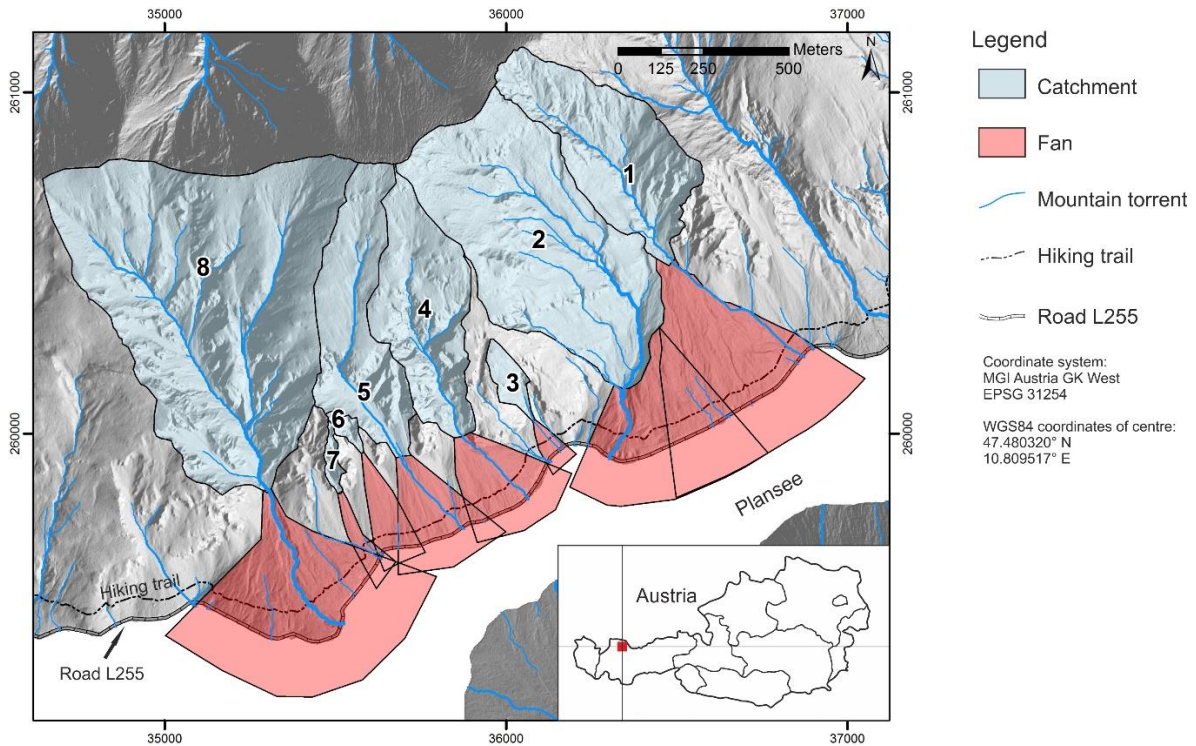 35000
36000
37000
261000
261000
Meters
0
125
250
500
N
1
2
8
4
3
5
6
7
260000
260000
Plansee
Hiking trail
Road L255
Austria
35000
36000
37000
Legend
Catchment
Fan
Mountain torrent
Hiking trail
Road L255
Coordinate system:
MGI Austria GK West
EPSG 31254
WGS84 coordinates of centre:
47.480320° N
10.809517° E